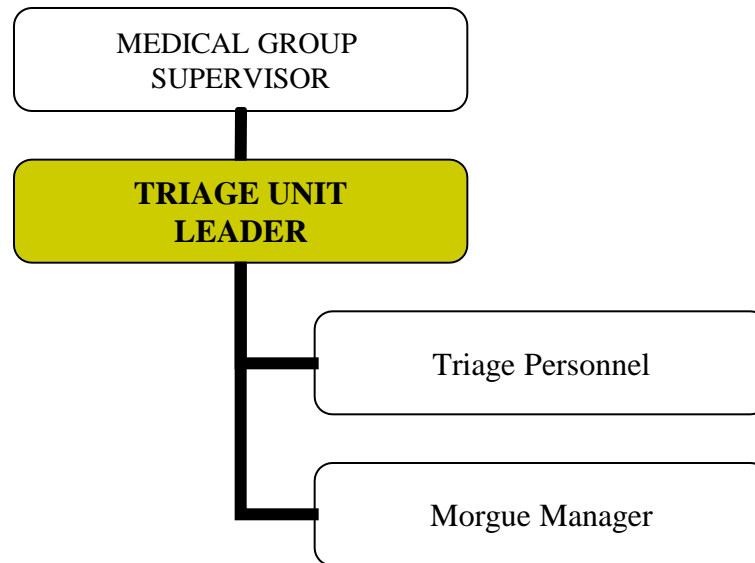 MEDICAL GROUP
SUPERVISOR
TRIAGE UNIT
LEADER
Triage Personnel
Morgue Manager